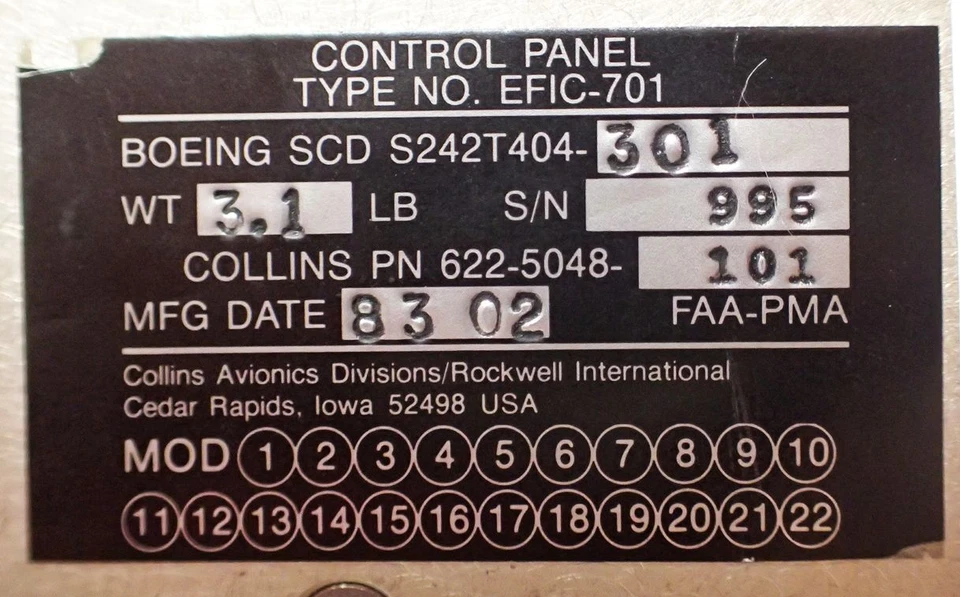 CONTROL PANEL
TYPE NO. EFIC-701
BOEING SCD S242T404-301
WT 3.1 LB S/N 995
COLLINS PN 622-5048-101
MFG DATE 83 02 FAA-PMA
Collins Avionics Divisions/Rockwell International
Cedar Rapids, Iowa 52498 USA
MOD 1 2 3 4 5 6 7 8 9 10
11 12 13 14 15 16 17 18 19 20 21 22